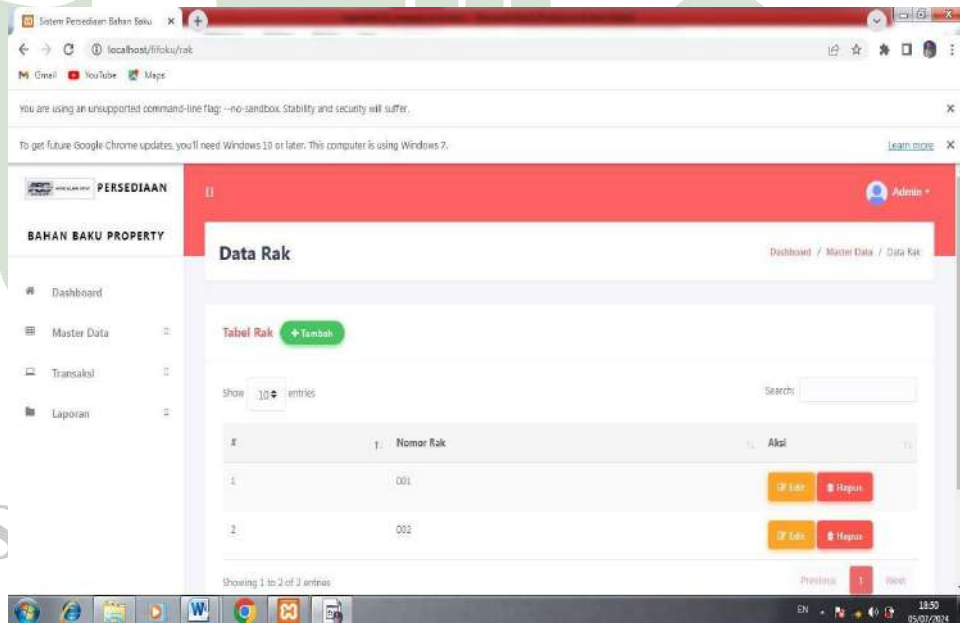 Sistem Persediaan Bahan Baku
localhost/fifoku/rak
Gmail YouTube Maps
You are using an unsupported command-line flag: --no-sandbox. Stability and security will suffer.
To get future Google Chrome updates, you'll need Windows 10 or later. This computer is using Windows 7. Learn more
PERSEDIAAN
BAHAN BAKU PROPERTY
Admin
Data Rak
Dashboard / Master Data / Data Rak
Dashboard
Master Data
Transaksi
Laporan
Tabel Rak + Tambah
Show 10 entries Search:
# Nomor Rak Aksi
1 001 Edit Hapus
2 002 Edit Hapus
Showing 1 to 2 of 2 entries Previous 1 Next
EN 18:50
05/07/2024